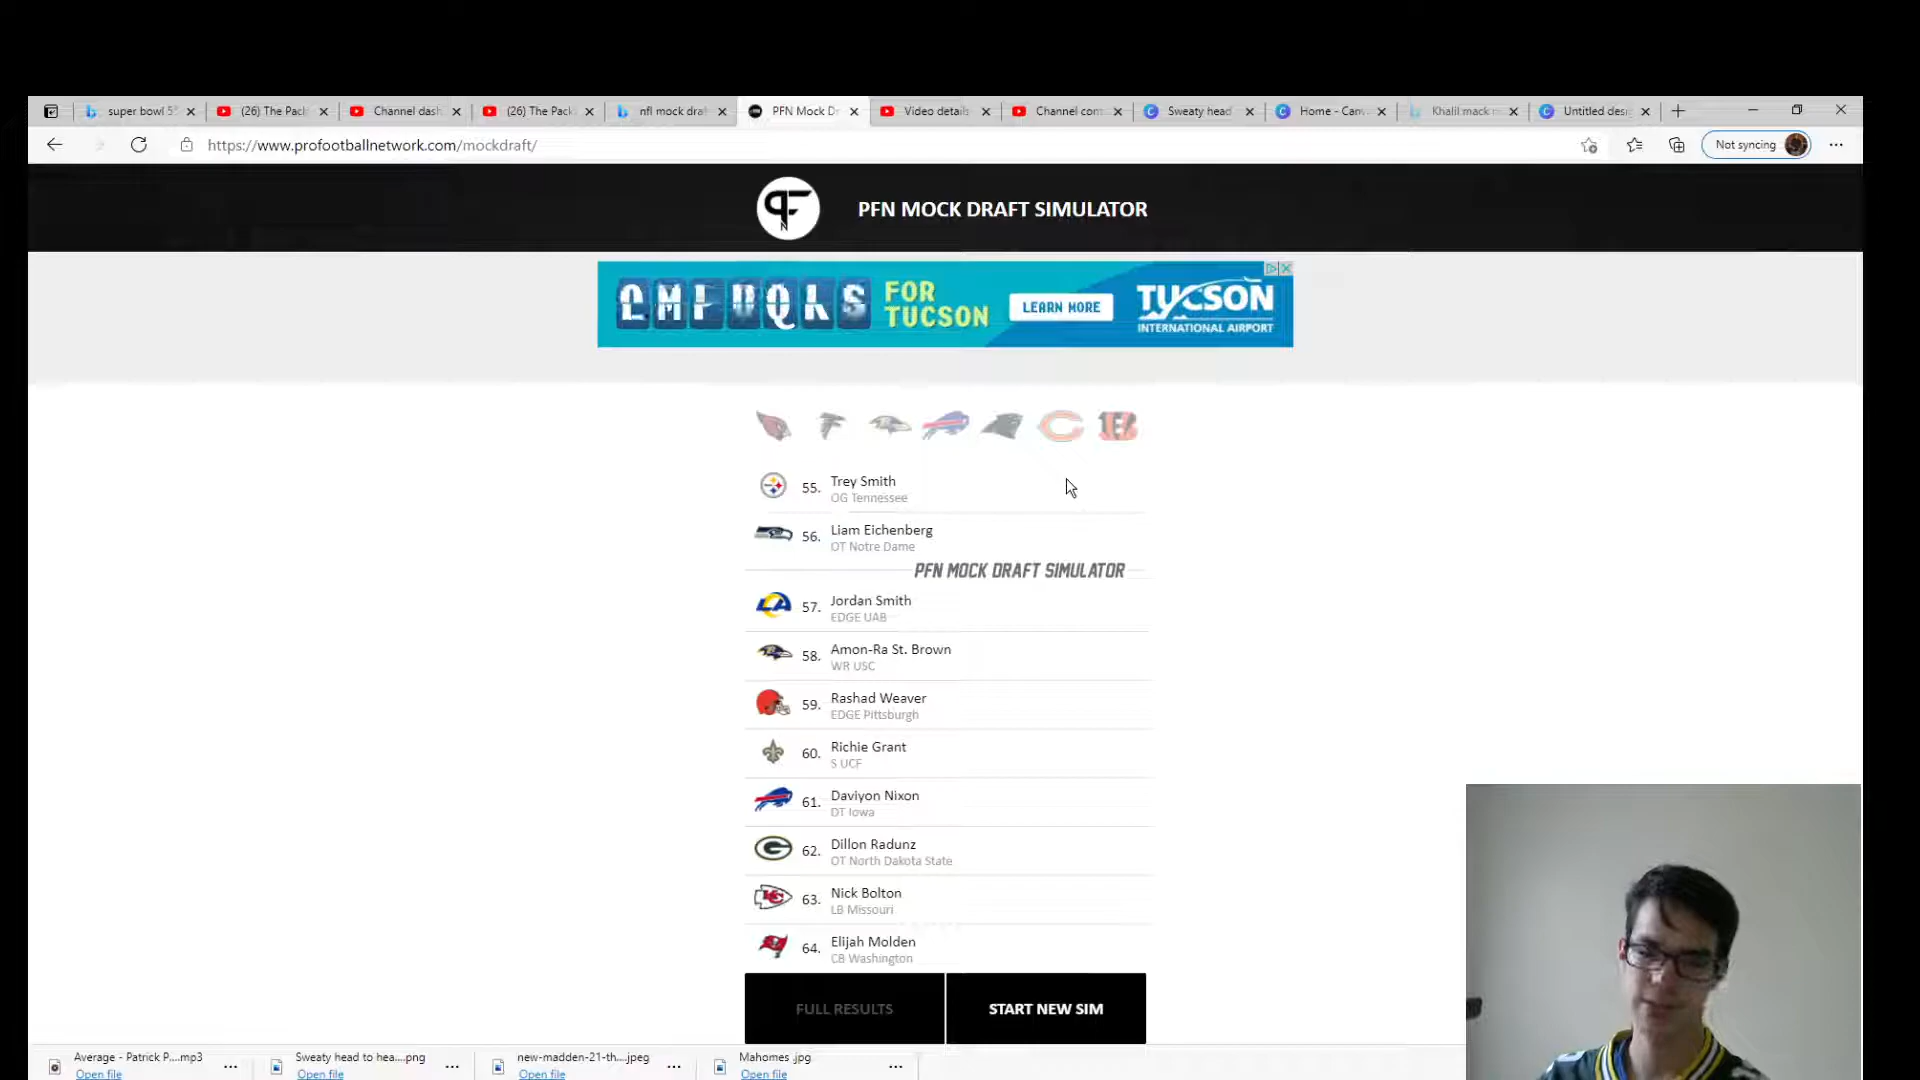 super bowl 5
(26) The Pack
Channel dash
(26) The Pack
nfl mock dra
PFN Mock Dr
Video details
Channel com
Sweaty head
Home - Canv
Khalil mack
Untitled desi
https://www.profootballnetwork.com/mockdraft/
Not syncing
PFN
PFN MOCK DRAFT SIMULATOR
FOR
TUCSON
LEARN MORE
TUCSON
INTERNATIONAL AIRPORT
55. Trey Smith
OG Tennessee
56. Liam Eichenberg
OT Notre Dame
PFN MOCK DRAFT SIMULATOR
57. Jordan Smith
EDGE UAB
58. Amon-Ra St. Brown
WR USC
59. Rashad Weaver
EDGE Pittsburgh
60. Richie Grant
S UCF
61. Daviyon Nixon
DT Iowa
62. Dillon Radunz
OT North Dakota State
63. Nick Bolton
LB Missouri
64. Elijah Molden
CB Washington
FULL RESULTS
START NEW SIM
Average - Patrick P....mp3
Open file
Sweaty head to hea....png
Open file
new-madden-21-th....jpeg
Open file
Mahomes .jpg
Open file